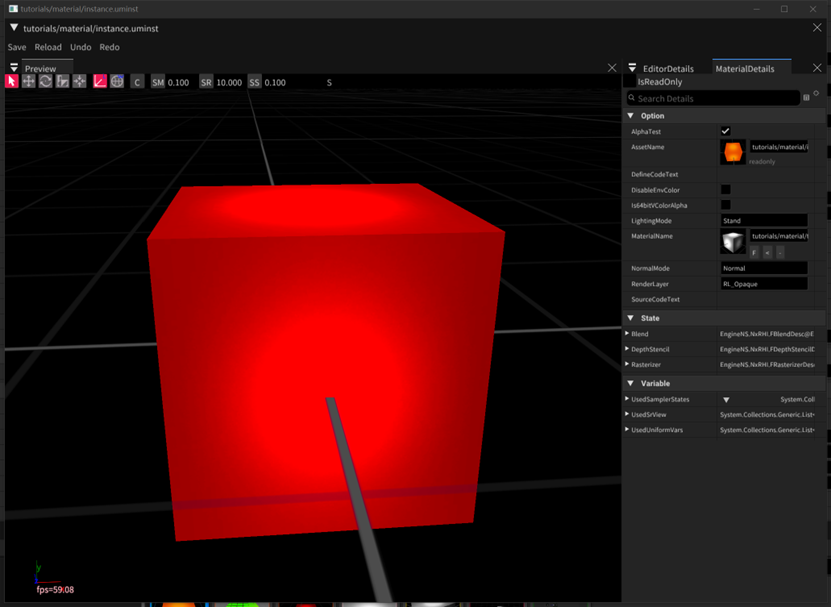 tutorials/material/instance.uminst
tutorials/material/instance.uminst
Save Reload Undo Redo
Preview
C SM 0.100 SR 10.000 SS 0.100 S
fps=59.08
EditorDetails MaterialDetails
IsReadOnly
Search Details
Option
AlphaTest
AssetName tutorials/material/i
readonly
DefineCodeText
DisableEnvColor
Is64bitVColorAlpha
LightingMode Stand
MaterialName tutorials/material/t
F < -
NormalMode Normal
RenderLayer RL_Opaque
SourceCodeText
State
Blend EngineNS.NxRHI.FBlendDesc@E
DepthStencil EngineNS.NxRHI.FDepthStencilD
Rasterizer EngineNS.NxRHI.FRasterizerDes
Variable
UsedSamplerStates System.Coll
UsedSrView System.Collections.Generic.List
UsedUniformVars System.Collections.Generic.List